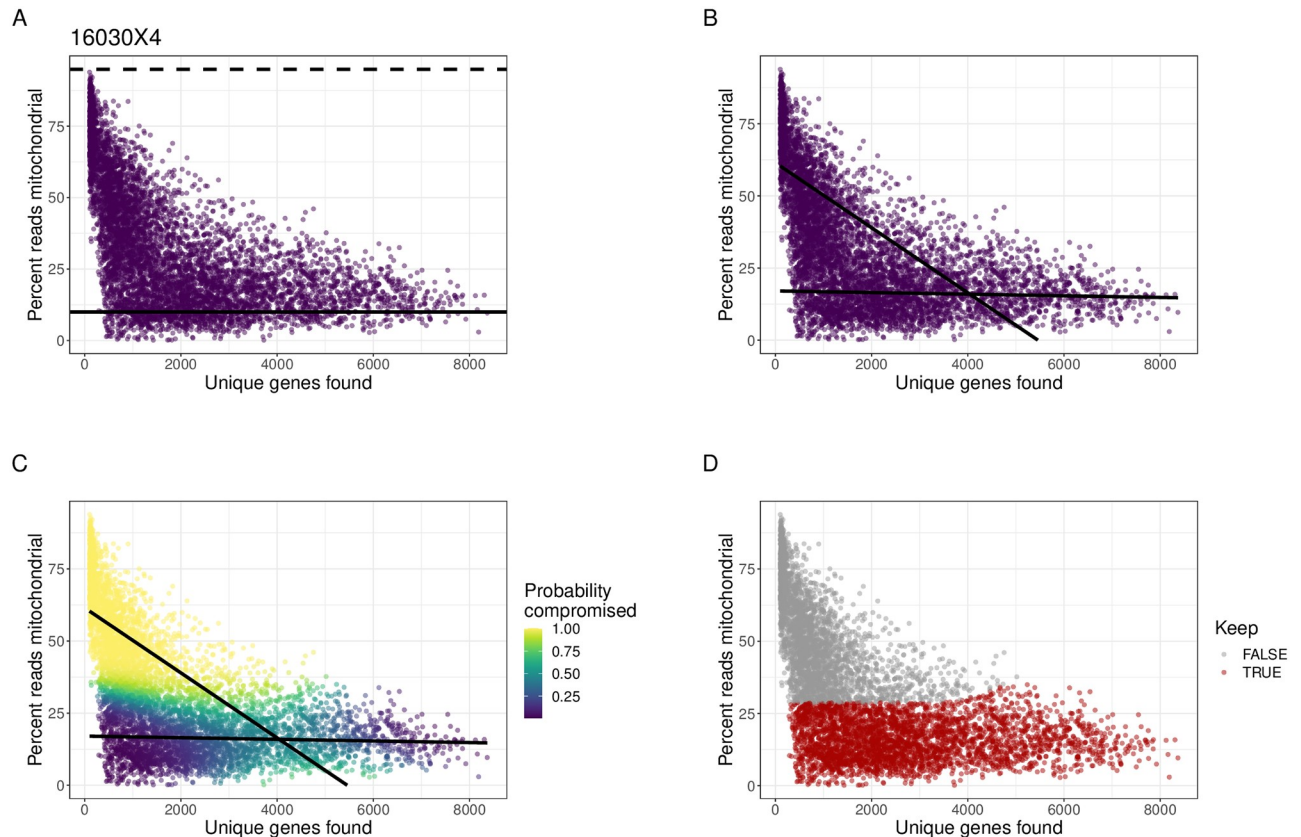 A
16030X4
Percent reads mitochondrial
75
50
25
0
0 2000 4000 6000 8000
Unique genes found
B
Percent reads mitochondrial
75
50
25
0
0 2000 4000 6000 8000
Unique genes found
C
Percent reads mitochondrial
75
50
25
0
0 2000 4000 6000 8000
Unique genes found
Probability
compromised
1.00
0.75
0.50
0.25
D
Percent reads mitochondrial
75
50
25
0
0 2000 4000 6000 8000
Unique genes found
Keep
FALSE
TRUE